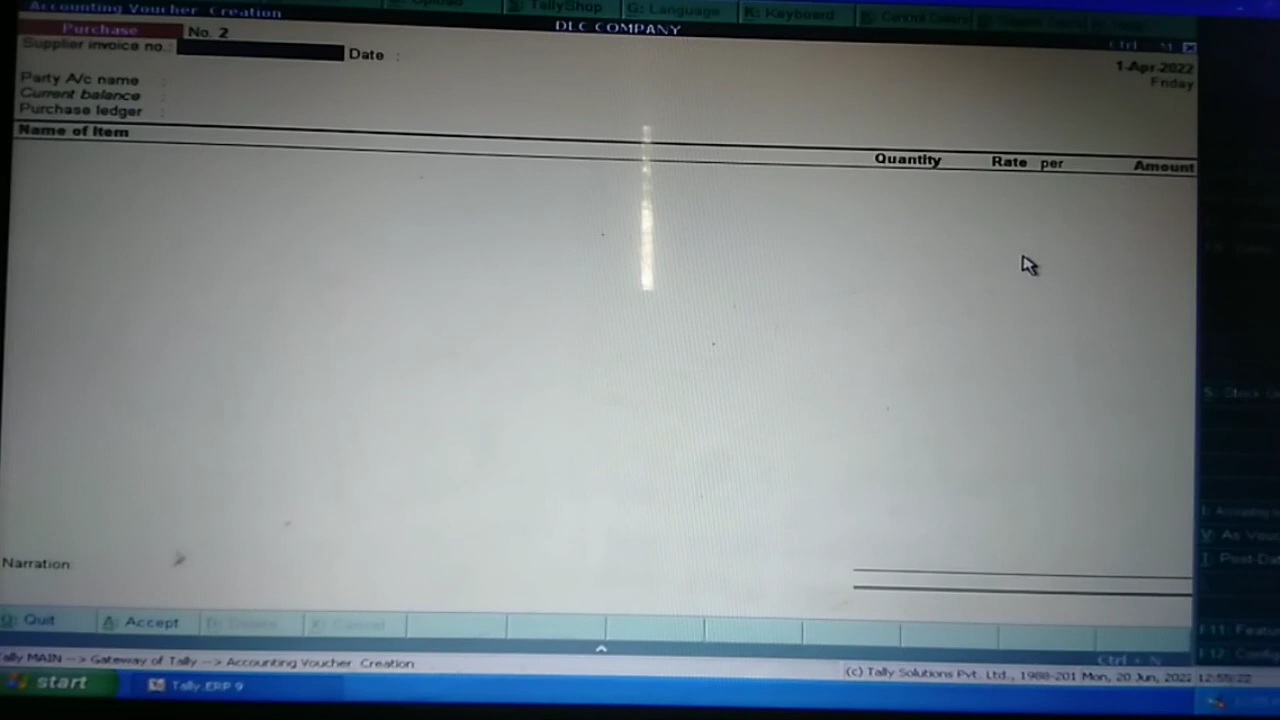 Accounting Voucher Creation
TallyShop
G: Language
K: Keyboard
DLC COMPANY
Purchase
No. 2
Supplier invoice no.:
Date :
1-Apr-2022
Friday
Party A/c name :
Current balance :
Purchase ledger :
Name of Item
Quantity
Rate per
Amount
Narration:
Q: Quit
A: Accept
Tally MAIN --> Gateway of Tally --> Accounting Voucher Creation
(c) Tally Solutions Pvt. Ltd., 1988-201
Mon, 20 Jun, 2022
12:55:22
start
Tally.ERP 9